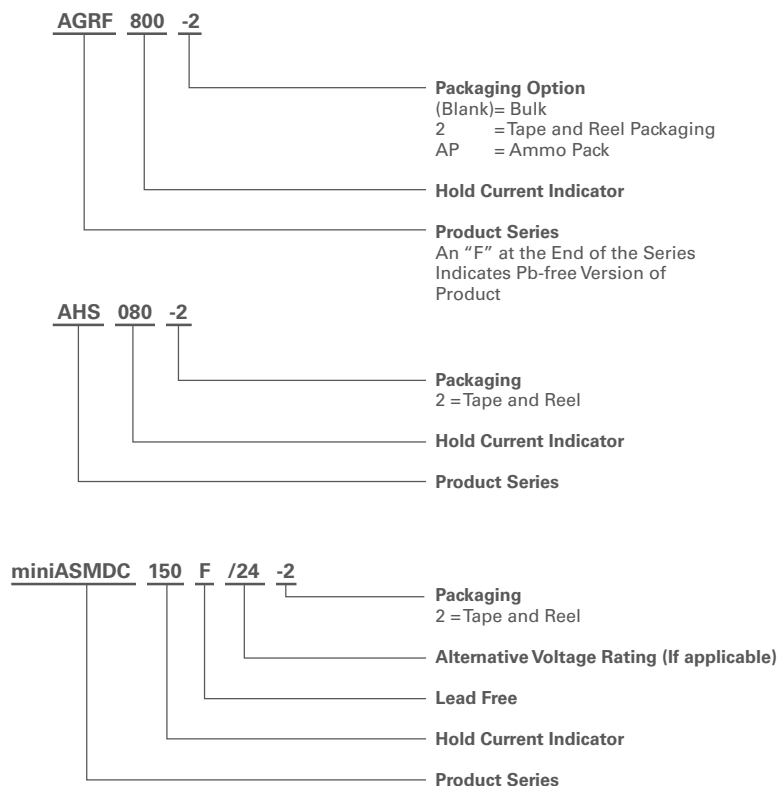 AGRF 800 -2
Packaging Option
(Blank)= Bulk
2 =Tape and Reel Packaging
AP = Ammo Pack
Hold Current Indicator
Product Series
An “F” at the End of the Series
Indicates Pb-free Version of
Product
AHS 080 -2
Packaging
2 =Tape and Reel
Hold Current Indicator
Product Series
miniASMDC 150 F /24 -2
Packaging
2 =Tape and Reel
Alternative Voltage Rating (If applicable)
Lead Free
Hold Current Indicator
Product Series